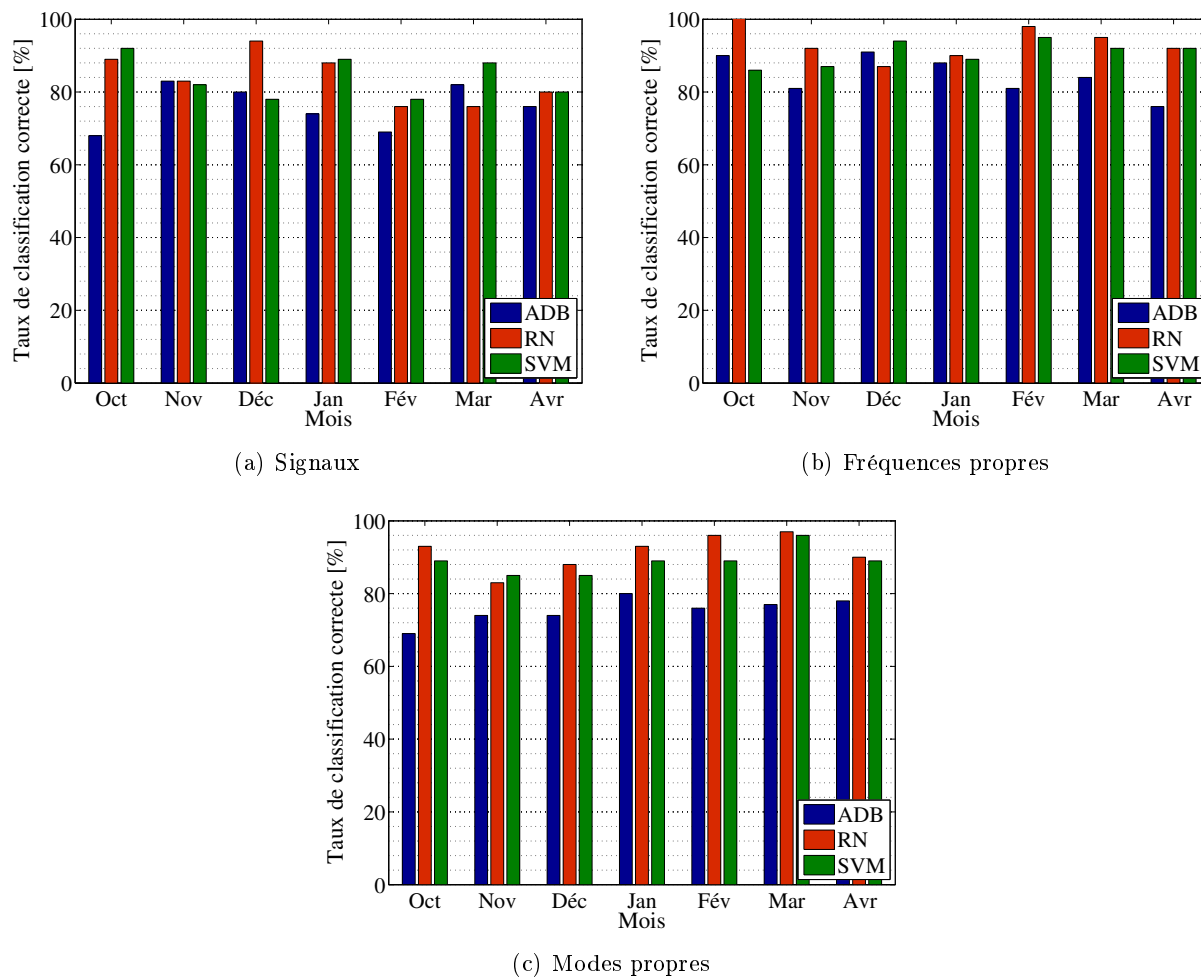 Taux de classification correcte [%]
100
80
60
40
20
0
Oct Nov Déc Jan Fév Mar Avr
Mois
ADB
RN
SVM
(a) Signaux
Taux de classification correcte [%]
100
80
60
40
20
0
Oct Nov Déc Jan Fév Mar Avr
Mois
ADB
RN
SVM
(b) Fréquences propres
Taux de classification correcte [%]
100
80
60
40
20
0
Oct Nov Déc Jan Fév Mar Avr
Mois
ADB
RN
SVM
(c) Modes propres